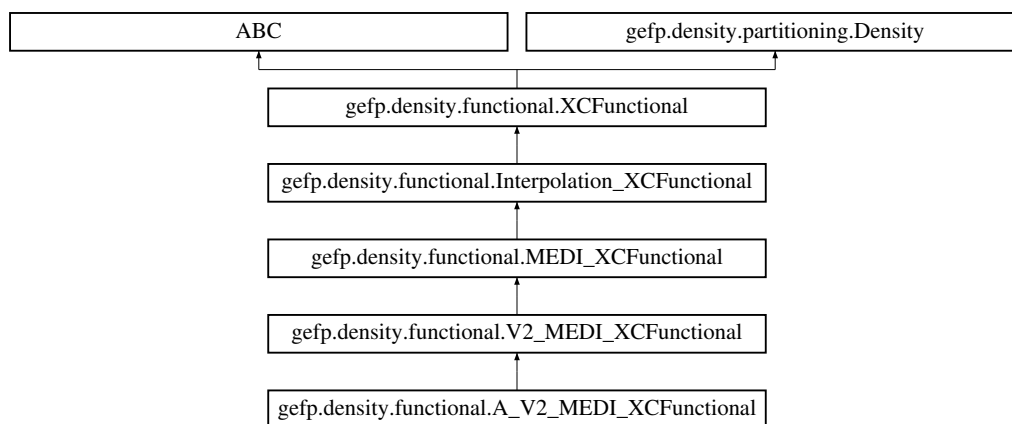 ABC
gefp.density.partitioning.Density
gefp.density.functional.XCFunctional
gefp.density.functional.Interpolation_XCFunctional
gefp.density.functional.MEDI_XCFunctional
gefp.density.functional.V2_MEDI_XCFunctional
gefp.density.functional.A_V2_MEDI_XCFunctional